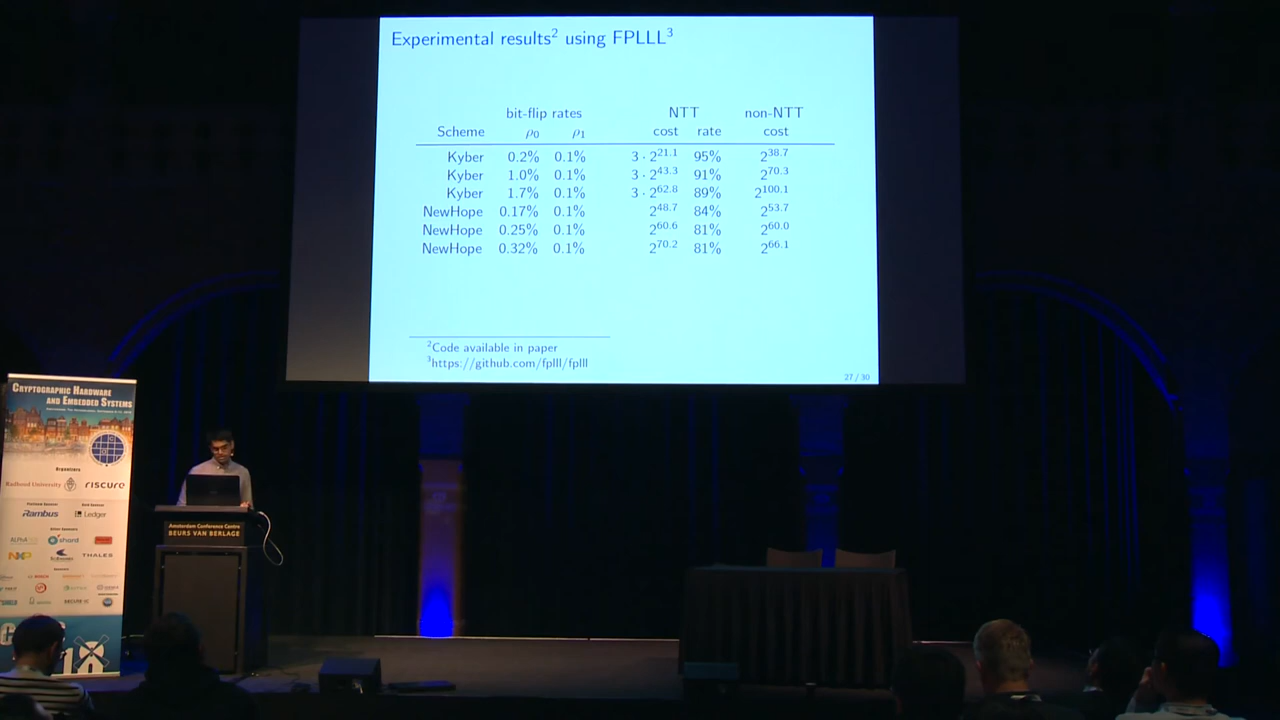 Experimental results² using FPLLL³
bit-flip rates NTT non-NTT
Scheme ρ₀ ρ₁ cost rate cost
Kyber 0.2% 0.1% 3 · 2^21.1 95% 2^38.7
Kyber 1.0% 0.1% 3 · 2^43.3 91% 2^70.3
Kyber 1.7% 0.1% 3 · 2^62.8 89% 2^100.1
NewHope 0.17% 0.1% 2^48.7 84% 2^53.7
NewHope 0.25% 0.1% 2^60.6 81% 2^60.0
NewHope 0.32% 0.1% 2^70.2 81% 2^66.1
²Code available in paper
³https://github.com/fplll/fplll
27 / 30
Cryptographic Hardware
and Embedded Systems
Organizers
Radboud University riscure
Rambus Ledger
shard
NXP THALES
Amsterdam Conference Centre
BEURS VAN BERLAGE